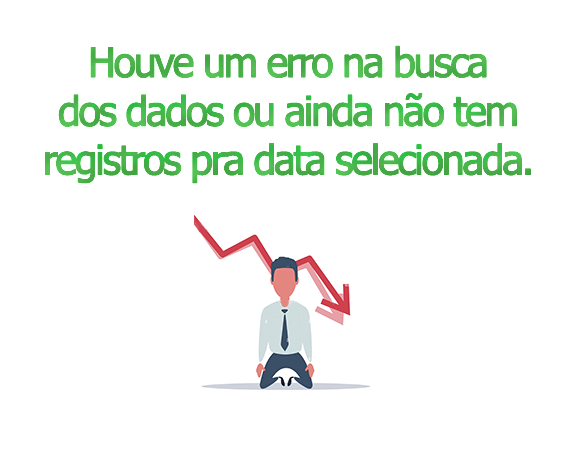 Houve um erro na busca
dos dados ou ainda não tem
registros pra data selecionada.